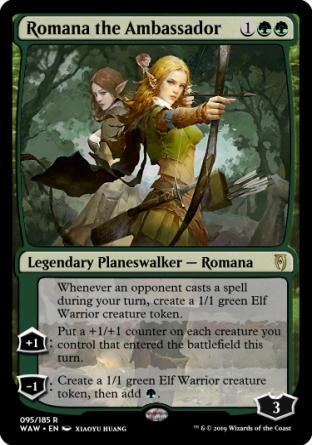 Romana the Ambassador 1
Legendary Planeswalker — Romana
Whenever an opponent casts a
spell during your turn, create a 1/1 green Elf
Warrior creature token.
+1: Put a +1/+1 counter on each creature you
control that entered the battlefield this
turn.
-1: Create a 1/1 green Elf Warrior creature
token, then add .
3
095/185 R
WAW • EN XIAOYU HUANG
™ & © 2019 Wizards of the Coast